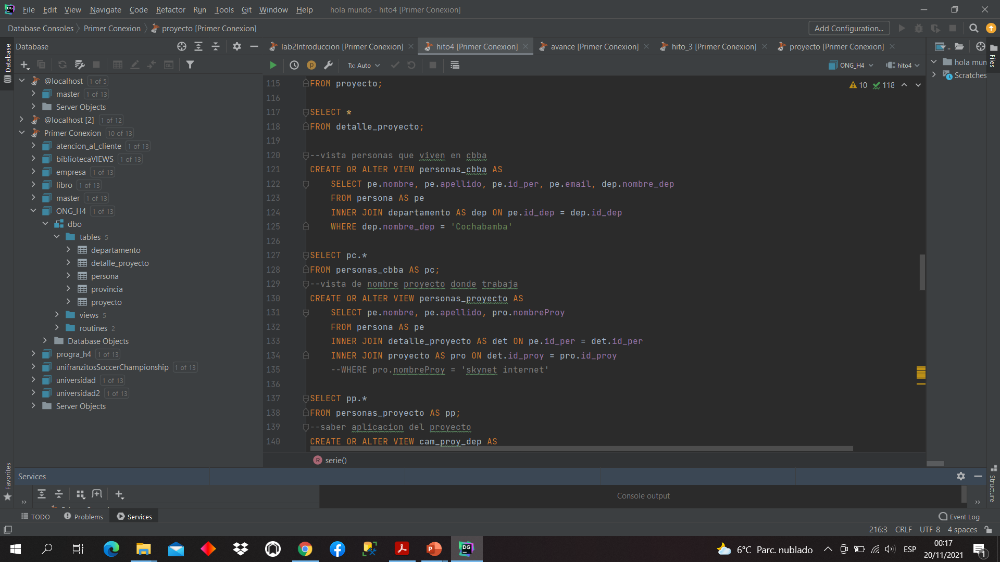 File Edit View Navigate Code Refactor Run Tools Git Window Help hola mundo - hito4 [Primer Conexion]
Database Consoles Primer Conexion proyecto [Primer Conexion] Add Configuration...
Database
lab2Introduccion [Primer Conexion] hito4 [Primer Conexion] avance [Primer Conexion] hito_3 [Primer Conexion] proyecto [Primer Conexion]
Tx: Auto ONG_H4 hito4
Database
Favorites
Files
Structure
hola mun
Scratches
@localhost 1 of 5
master 1 of 13
Server Objects
@localhost [2] 1 of 12
Primer Conexion 10 of 13
atencion_al_cliente 1 of 13
bibliotecaVIEWS 1 of 13
empresa 1 of 13
libro 1 of 13
master 1 of 13
ONG_H4 1 of 13
dbo
tables 5
departamento
detalle_proyecto
persona
provincia
proyecto
views 5
routines 2
Database Objects
progra_h4 1 of 13
unifranzitosSoccerChampionship 1 of 13
universidad 1 of 13
universidad2 1 of 13
Server Objects
10 118
115 FROM proyecto;
116
117 SELECT *
118 FROM detalle_proyecto;
119
120 --vista personas que viven en cbba
121 CREATE OR ALTER VIEW personas_cbba AS
122 SELECT pe.nombre, pe.apellido, pe.id_per, pe.email, dep.nombre_dep
123 FROM persona AS pe
124 INNER JOIN departamento AS dep ON pe.id_dep = dep.id_dep
125 WHERE dep.nombre_dep = 'Cochabamba'
126
127 SELECT pc.*
128 FROM personas_cbba AS pc;
129 --vista de nombre proyecto donde trabaja
130 CREATE OR ALTER VIEW personas_proyecto AS
131 SELECT pe.nombre, pe.apellido, pro.nombreProy
132 FROM persona AS pe
133 INNER JOIN detalle_proyecto AS det ON pe.id_per = det.id_per
134 INNER JOIN proyecto AS pro ON det.id_proy = pro.id_proy
135 --WHERE pro.nombreProy = 'skynet internet'
136
137 SELECT pp.*
138 FROM personas_proyecto AS pp;
139 --saber aplicacion del proyecto
140 CREATE OR ALTER VIEW cam_proy_dep AS
R serie()
Services
Console output
TODO Problems Services Event Log
216:3 CRLF UTF-8 4 spaces
6°C Parc. nublado ESP 00:17
20/11/2021
1